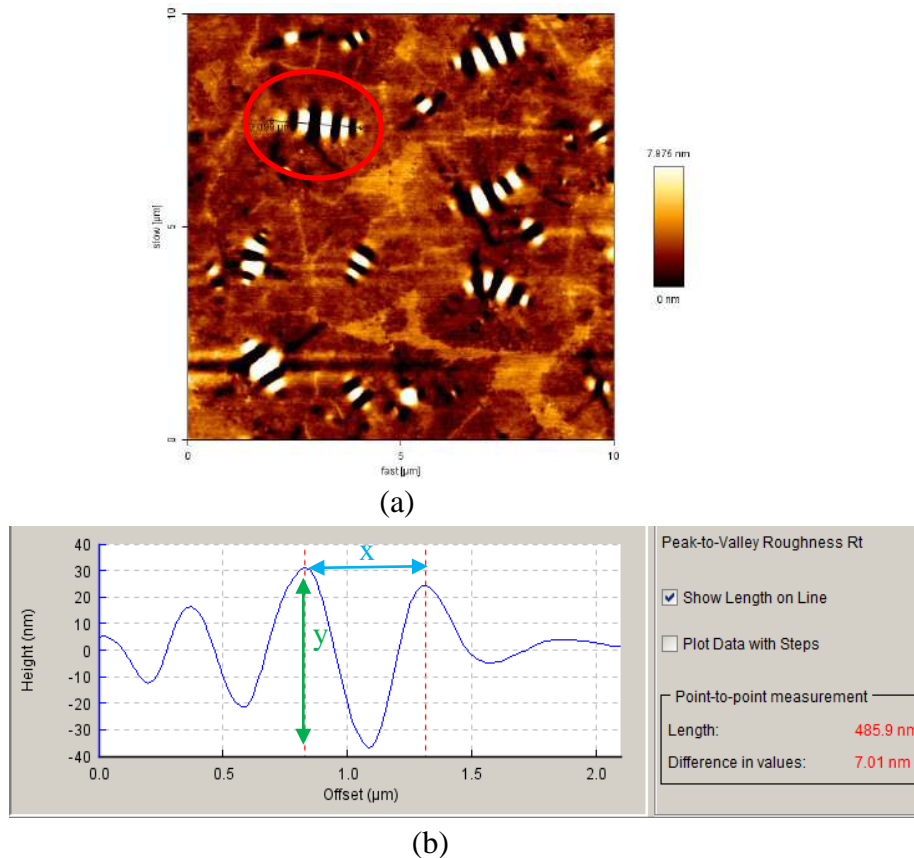 10
5
0
slow [µm]
0 5 10
fast [µm]
7.875 nm
0 nm
(a)
40
30
20
10
0
-10
-20
-30
-40
Height (nm)
x
y
0.0 0.5 1.0 1.5 2.0
Offset (µm)
Peak-to-Valley Roughness Rt
Show Length on Line
Plot Data with Steps
Point-to-point measurement
Length: 485.9 nm
Difference in values: 7.01 nm
(b)